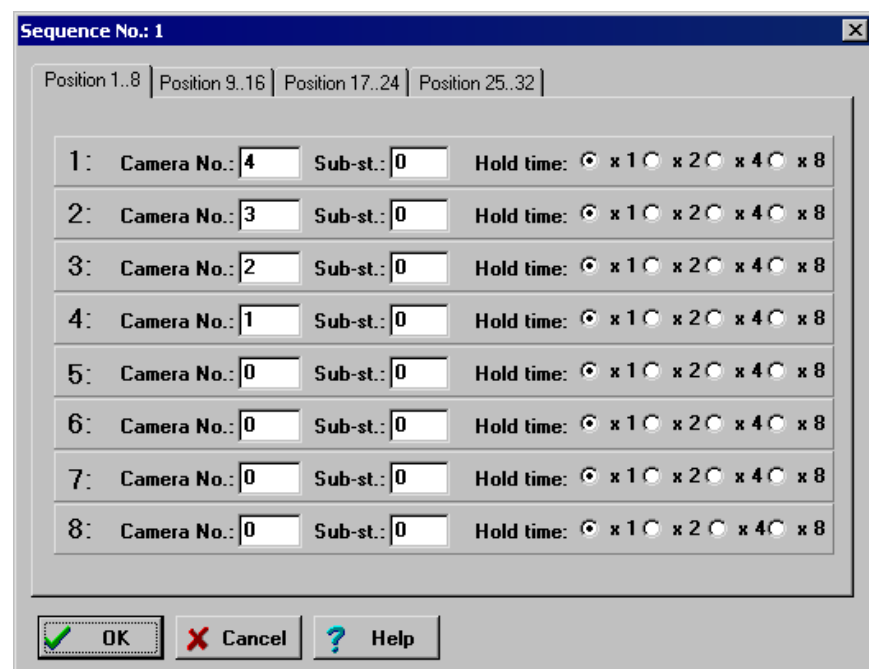 Sequence No.: 1
Position 1..8 Position 9..16 Position 17..24 Position 25..32
1: Camera No.: 4 Sub-st.: 0 Hold time: x 1 x 2 x 4 x 8
2: Camera No.: 3 Sub-st.: 0 Hold time: x 1 x 2 x 4 x 8
3: Camera No.: 2 Sub-st.: 0 Hold time: x 1 x 2 x 4 x 8
4: Camera No.: 1 Sub-st.: 0 Hold time: x 1 x 2 x 4 x 8
5: Camera No.: 0 Sub-st.: 0 Hold time: x 1 x 2 x 4 x 8
6: Camera No.: 0 Sub-st.: 0 Hold time: x 1 x 2 x 4 x 8
7: Camera No.: 0 Sub-st.: 0 Hold time: x 1 x 2 x 4 x 8
8: Camera No.: 0 Sub-st.: 0 Hold time: x 1 x 2 x 4 x 8
OK Cancel ? Help